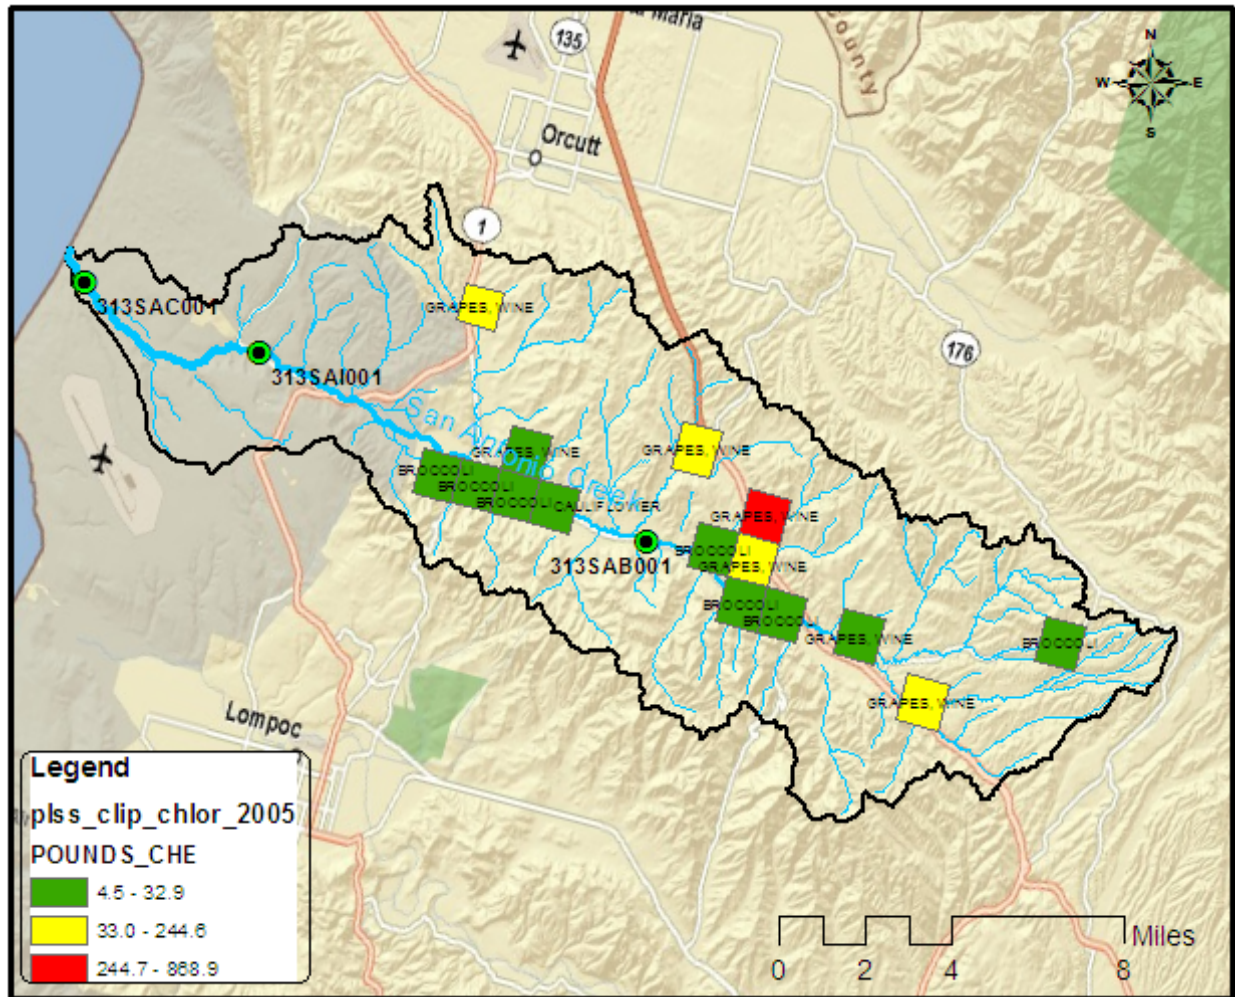 Maria
135
County
N
W
E
S
Orcutt
1
313SAC001
GRAPES, WINE
313SAI001
176
San Antonio Creek
GRAPES, WINE
GRAPES, WINE
BROCCOLI
BROCCOLI
BROCCOLI
CAULIFLOWER
GRAPES, WINE
313SAB001
BROCCOLI
GRAPES, WINE
BROCCOLI
BROCCOLI
GRAPES, WINE
BROCCOLI
GRAPES, WINE
Lompoc
Legend
plss_clip_chlor_2005
POUNDS_CHE
4.5 - 32.9
33.0 - 244.6
244.7 - 868.9
Miles
0 2 4 8